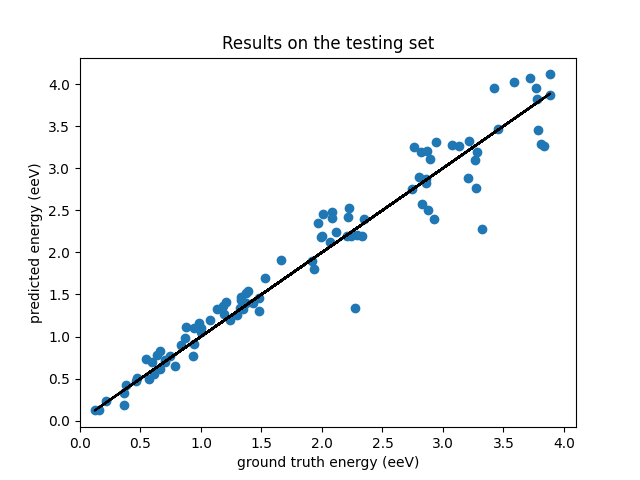 Results on the testing set
predicted energy (eeV)
4.0
3.5
3.0
2.5
2.0
1.5
1.0
0.5
0.0
0.0 0.5 1.0 1.5 2.0 2.5 3.0 3.5 4.0
ground truth energy (eeV)